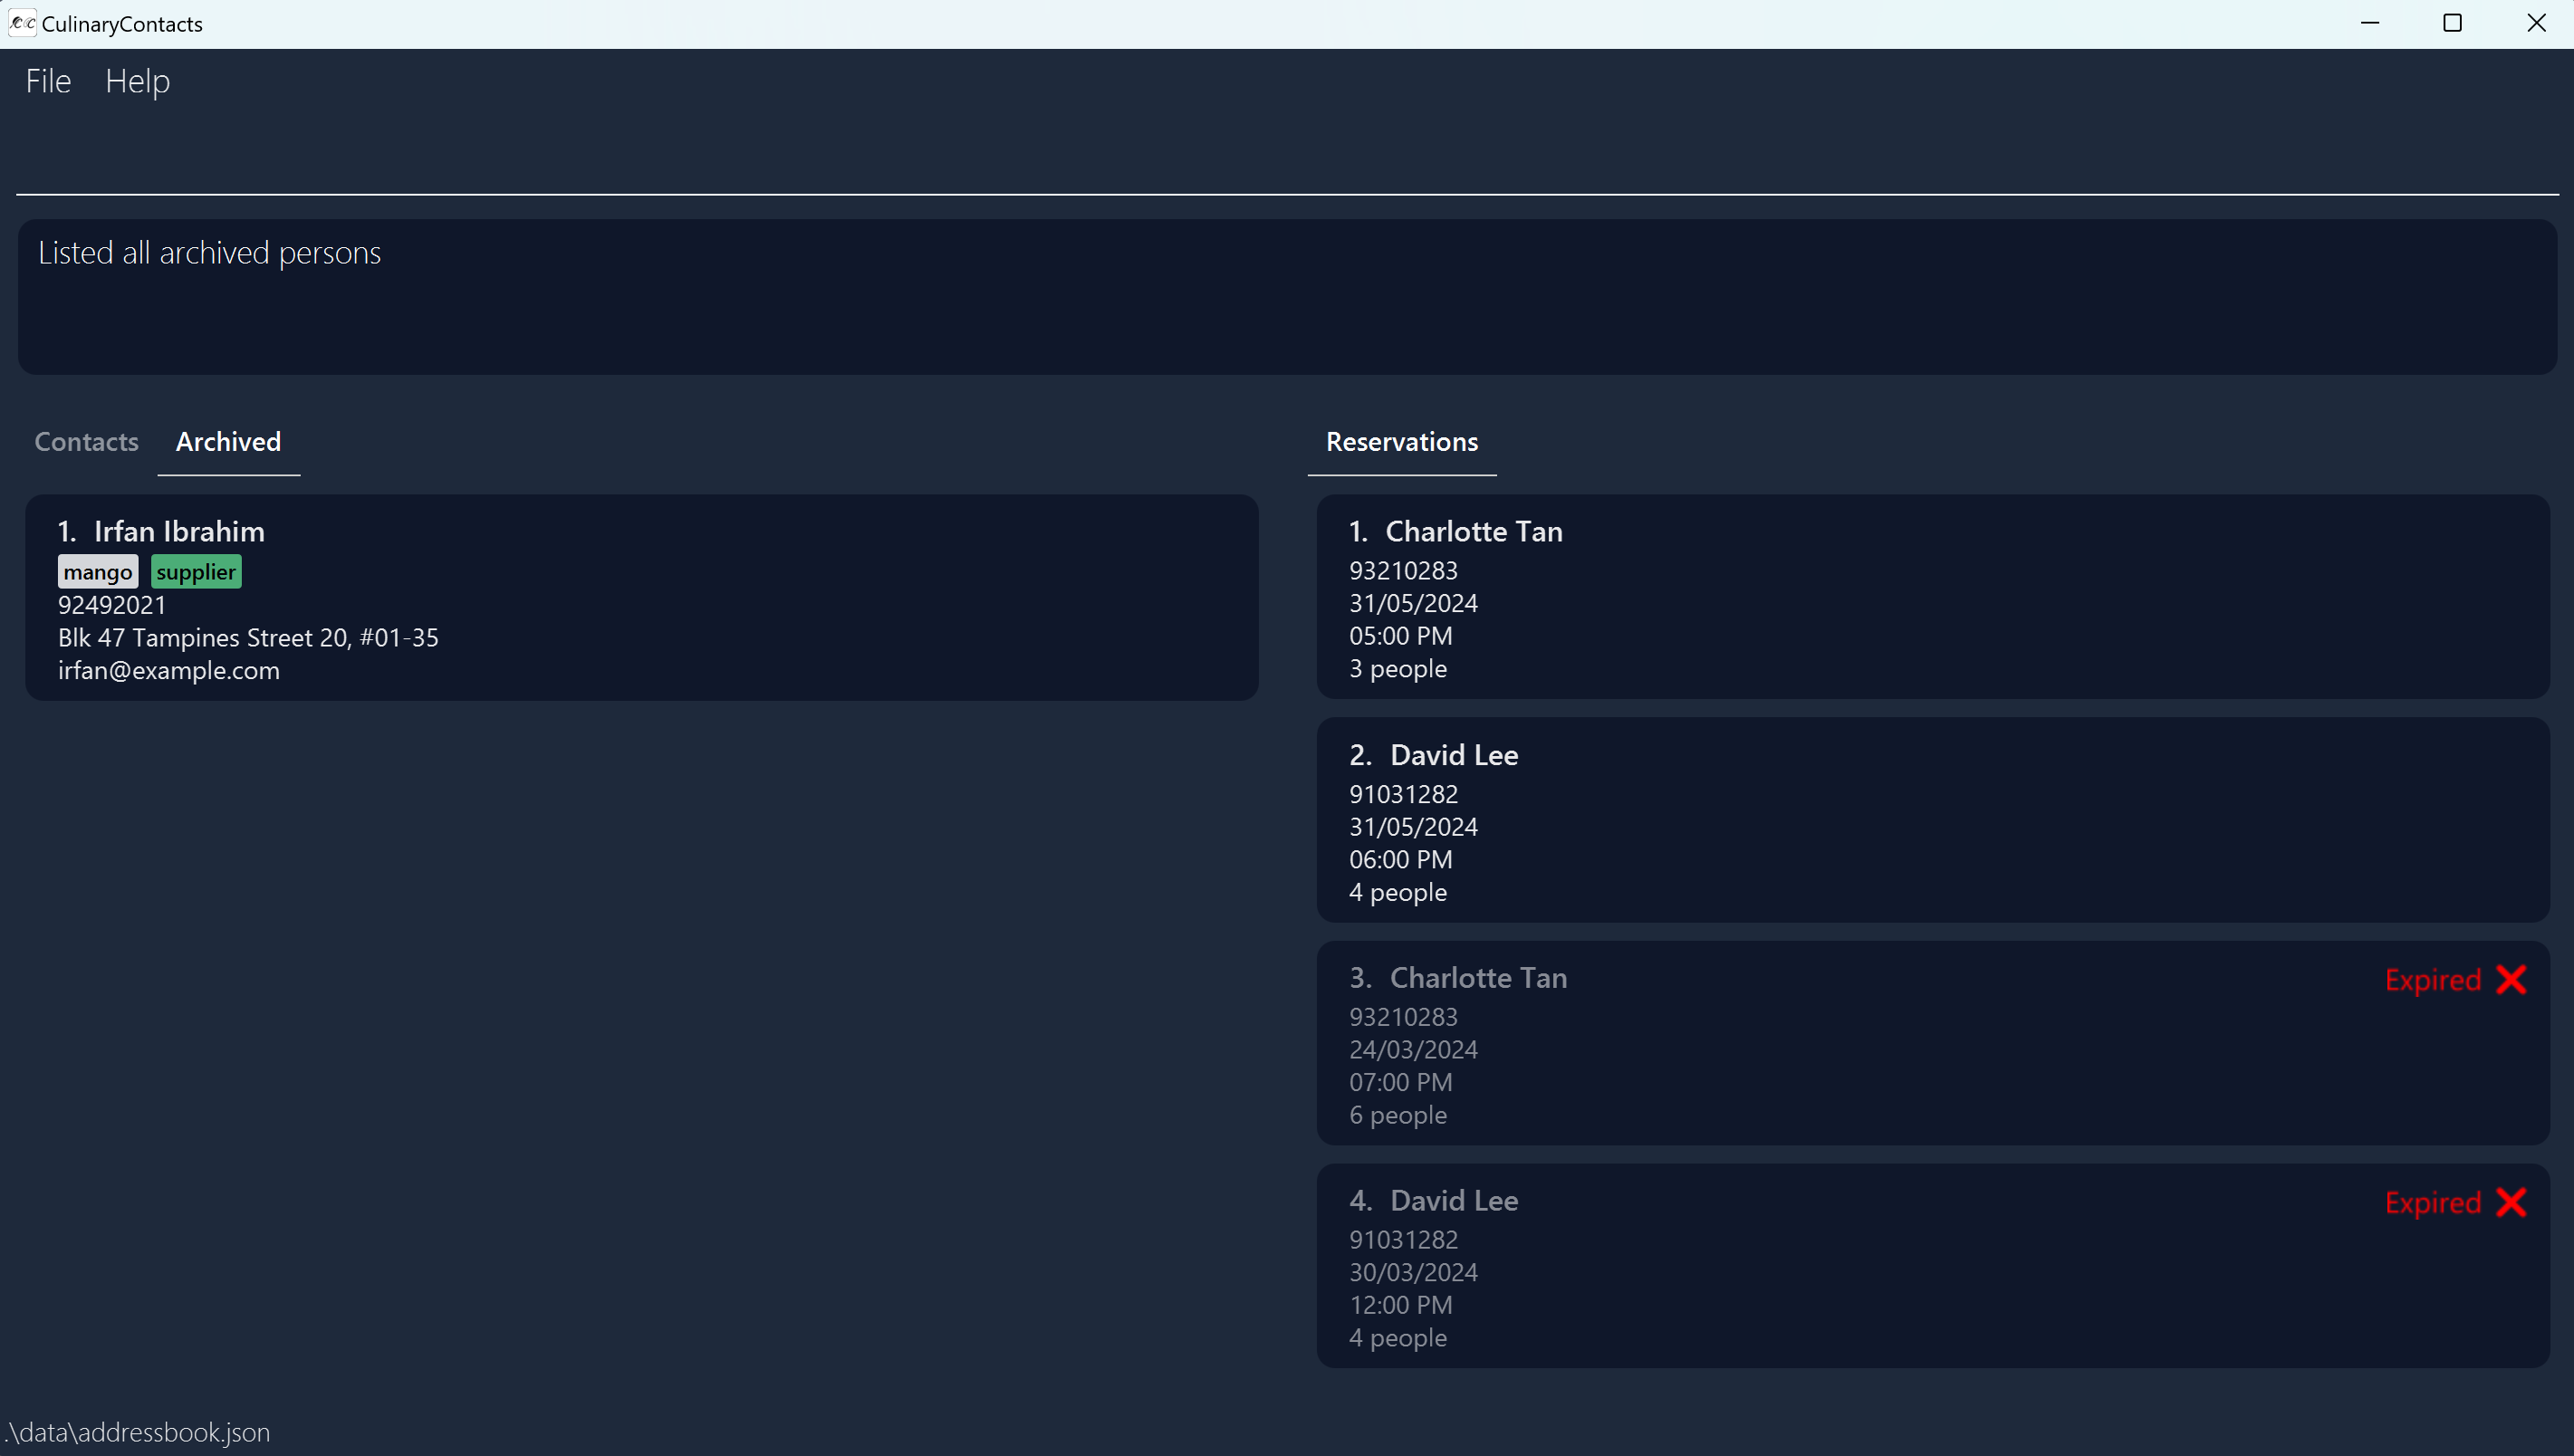 CulinaryContacts
File Help
Listed all archived persons
Contacts Archived
1. Irfan Ibrahim
mango supplier
92492021
Blk 47 Tampines Street 20, #01-35
irfan@example.com
Reservations
1. Charlotte Tan
93210283
31/05/2024
05:00 PM
3 people
2. David Lee
91031282
31/05/2024
06:00 PM
4 people
3. Charlotte Tan Expired
93210283
24/03/2024
07:00 PM
6 people
4. David Lee Expired
91031282
30/03/2024
12:00 PM
4 people
.\data\addressbook.json